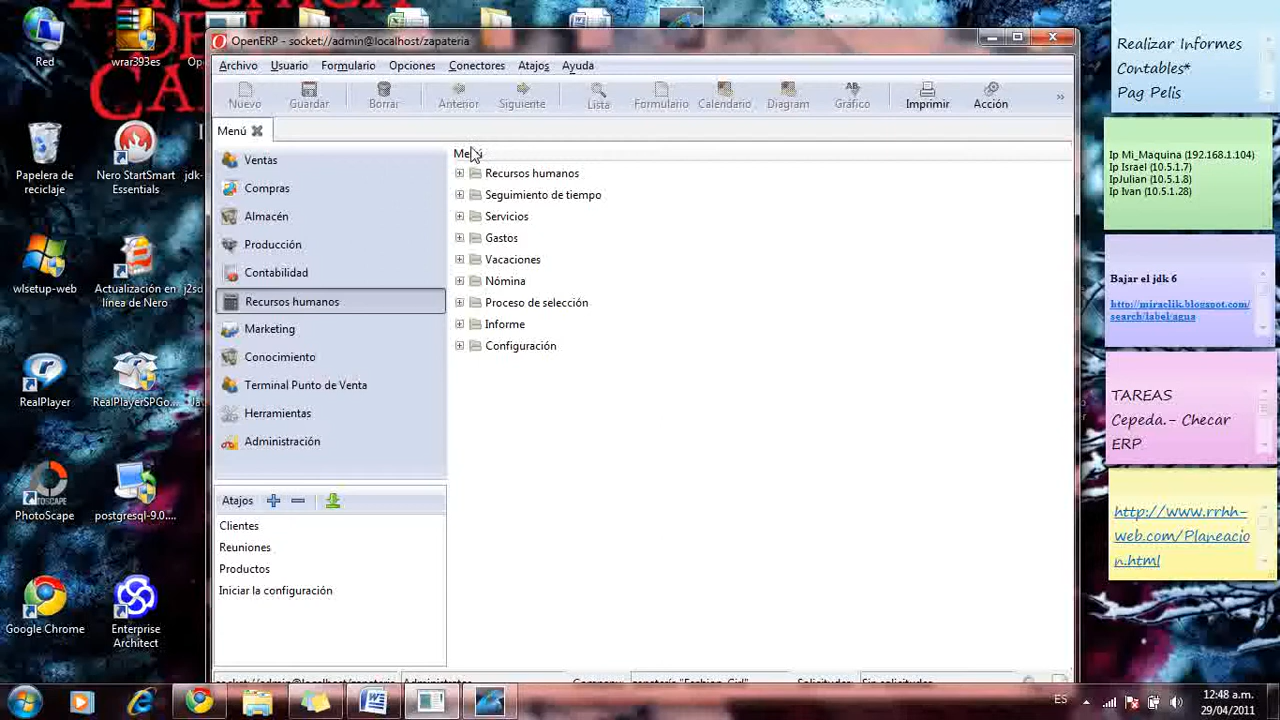 OpenERP - socket://admin@localhost/zapateria
Archivo Usuario Formulario Opciones Conectores Atajos Ayuda
Nuevo Guardar Borrar Anterior Siguiente Lista Formulario Calendario Diagram Gráfico Imprimir Acción
Menú
Ventas
Compras
Almacén
Producción
Contabilidad
Recursos humanos
Marketing
Conocimiento
Terminal Punto de Venta
Herramientas
Administración
Menú
Recursos humanos
Seguimiento de tiempo
Servicios
Gastos
Vacaciones
Nómina
Proceso de selección
Informe
Configuración
Atajos
Clientes
Reuniones
Productos
Iniciar la configuración
Red
wrar393es
Papelera de reciclaje
Nero StartSmart Essentials
jdk-
wlsetup-web
Actualización en línea de Nero
j2sd
RealPlayer
RealPlayerSPGo...
PhotoScape
postgresql-9.0....
Google Chrome
Enterprise Architect
Realizar Informes
Contables*
Pag Pelis
Ip Mi_Maquina (192.168.1.104)
Ip Israel (10.5.1.7)
IpJulian (10.5.1.8)
Ip Ivan (10.5.1.28)
Bajar el jdk 6
http://miraclik.blogspot.com/
search/label/agua
TAREAS
Cepeda.- Checar
ERP
http://www.rrhh-
web.com/Planeacio
n.html
ES
12:48 a.m.
29/04/2011